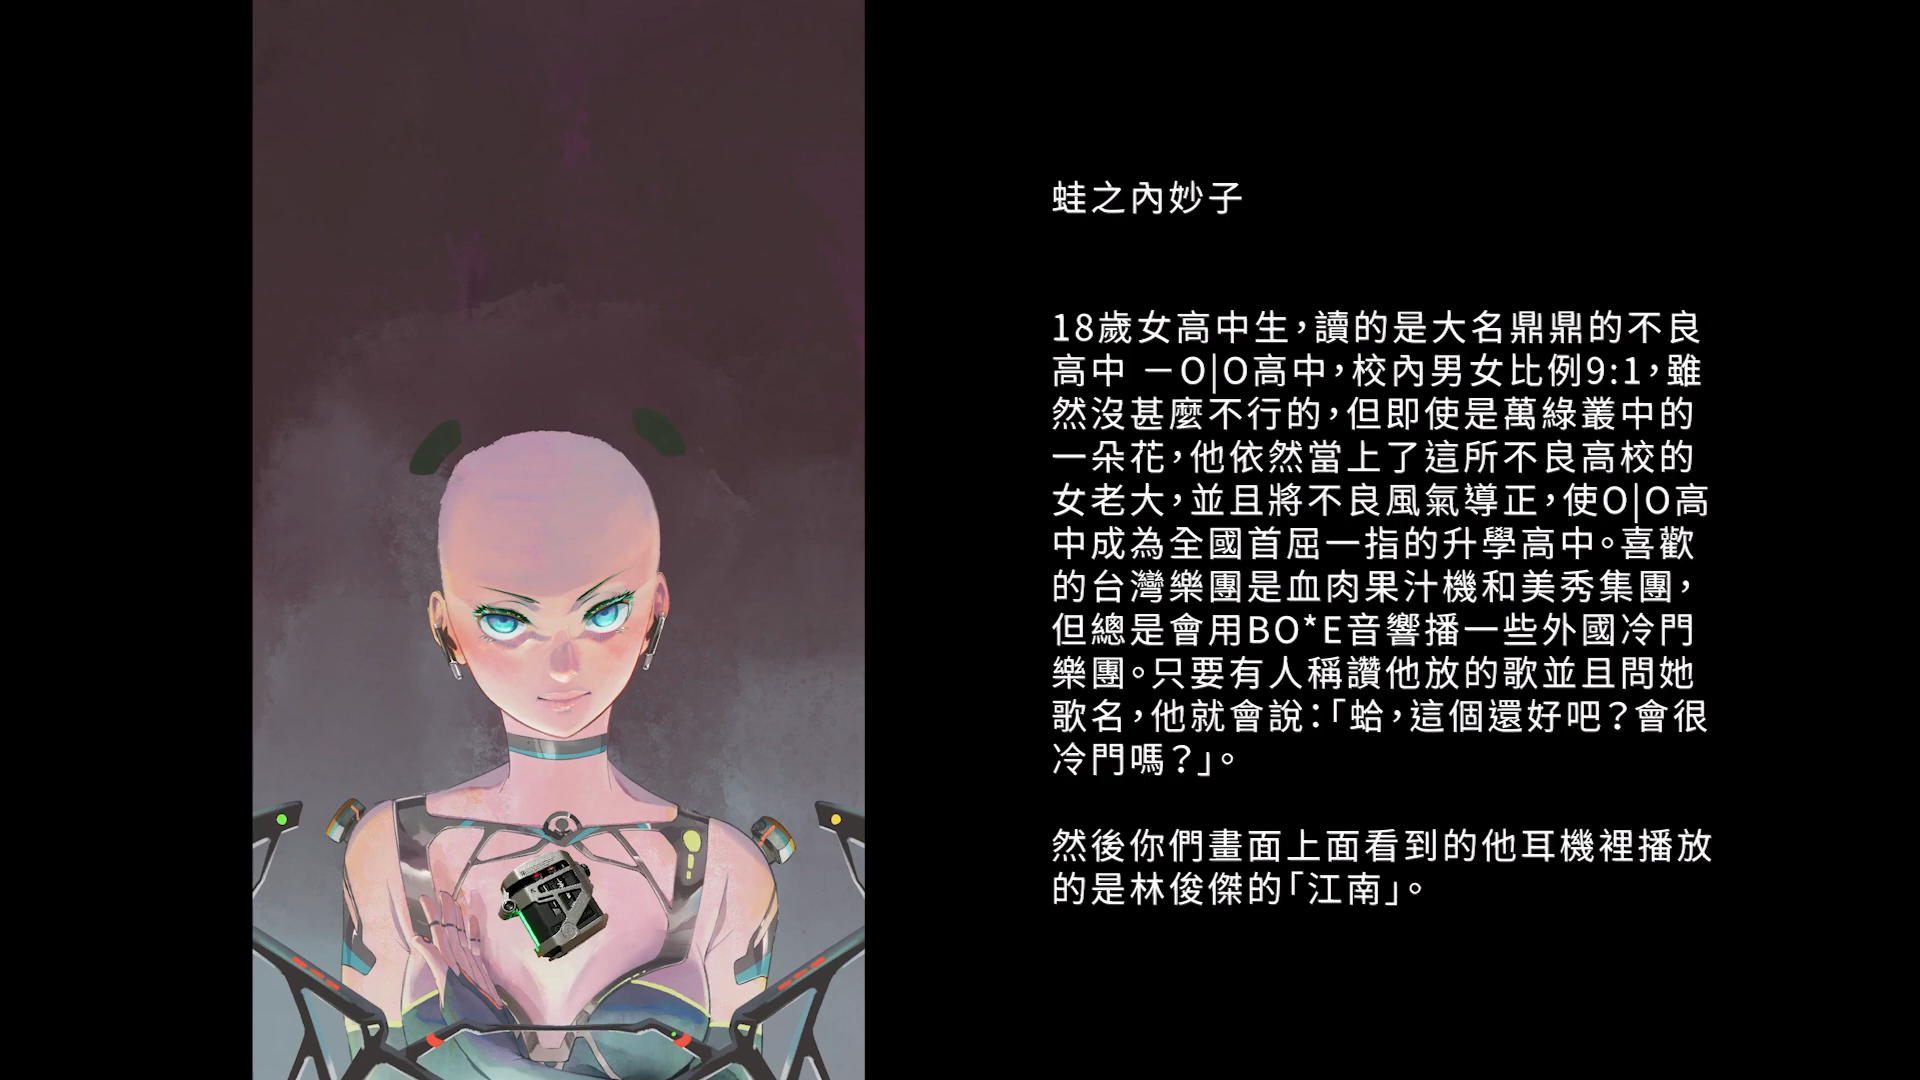 蛙之內妙子
18歲女高中生，讀的是大名鼎鼎的不良
高中 －O|O高中，校內男女比例9:1，雖
然沒甚麼不行的，但即使是萬綠叢中的
一朵花，他依然當上了這所不良高校的
女老大，並且將不良風氣導正，使O|O高
中成為全國首屈一指的升學高中。喜歡
的台灣樂團是血肉果汁機和美秀集團，
但總是會用BO*E音響播一些外國冷門
樂團。只要有人稱讚他放的歌並且問她
歌名，他就會說：「蛤，這個還好吧？會很
冷門嗎？」。
然後你們畫面上面看到的他耳機裡播放
的是林俊傑的「江南」。